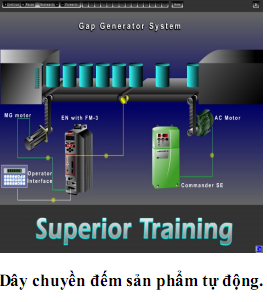 Gap Generator System
MG motor
EN with FM-3
AC Motor
Operator
Interface
Commander SE
Superior Training
Dây chuyền đếm sản phẩm tự động.